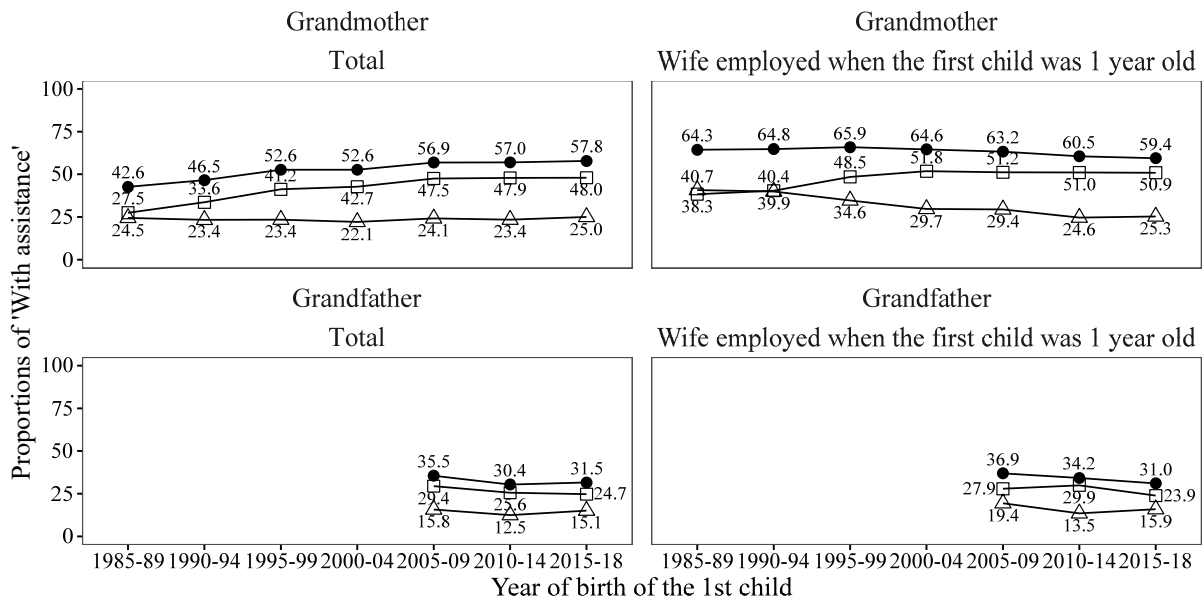 Grandmother
Total
Grandmother
Wife employed when the first child was 1 year old
Proportions of 'With assistance'
100
75
50
25
0
42.6 46.5 52.6 52.6 56.9 57.0 57.8
27.5 33.6 41.2 42.7 47.5 47.9 48.0
24.5 23.4 23.4 22.1 24.1 23.4 25.0
64.3 64.8 65.9 64.6 63.2 60.5 59.4
38.3 40.4 48.5 51.8 51.2 51.0 50.9
40.7 39.9 34.6 29.7 29.4 24.6 25.3
Grandfather
Total
Grandfather
Wife employed when the first child was 1 year old
100
75
50
25
0
35.5 30.4 31.5
29.4 25.6 24.7
15.8 12.5 15.1
36.9 34.2 31.0
27.9 29.9 23.9
19.4 13.5 15.9
1985-89 1990-94 1995-99 2000-04 2005-09 2010-14 2015-18
1985-89 1990-94 1995-99 2000-04 2005-09 2010-14 2015-18
Year of birth of the 1st child